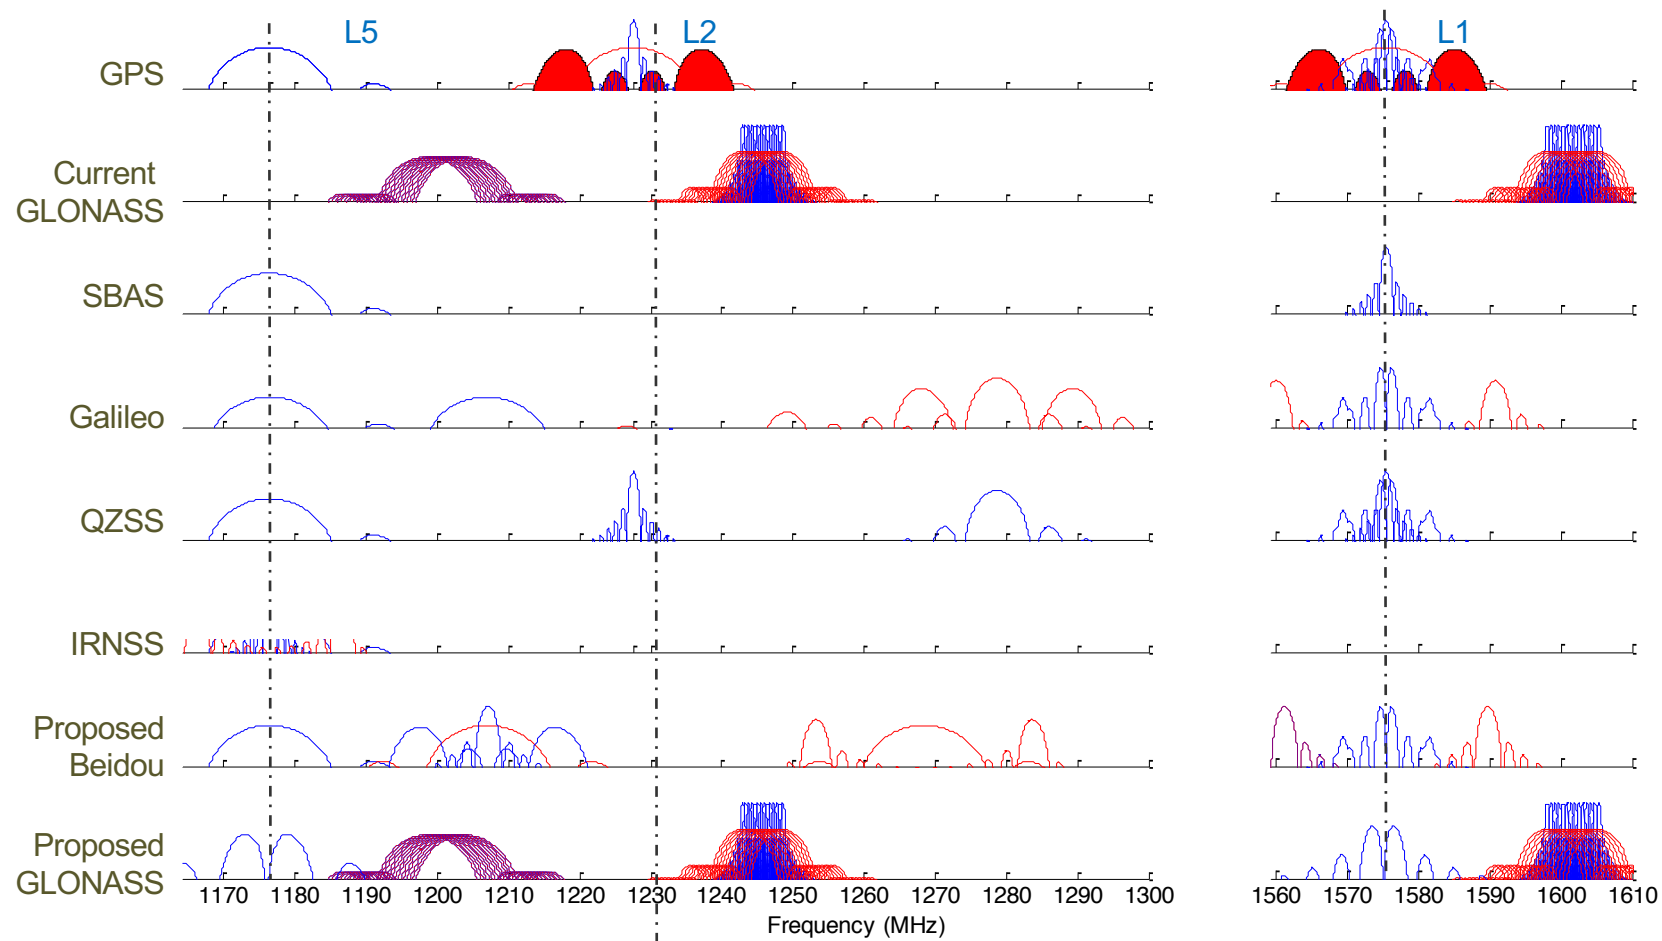 L5 L2 L1
GPS
Current
GLONASS
SBAS
Galileo
QZSS
IRNSS
Proposed
Beidou
Proposed
GLONASS
1170 1180 1190 1200 1210 1220 1230 1240 1250 1260 1270 1280 1290 1300 1560 1570 1580 1590 1600 1610
Frequency (MHz)